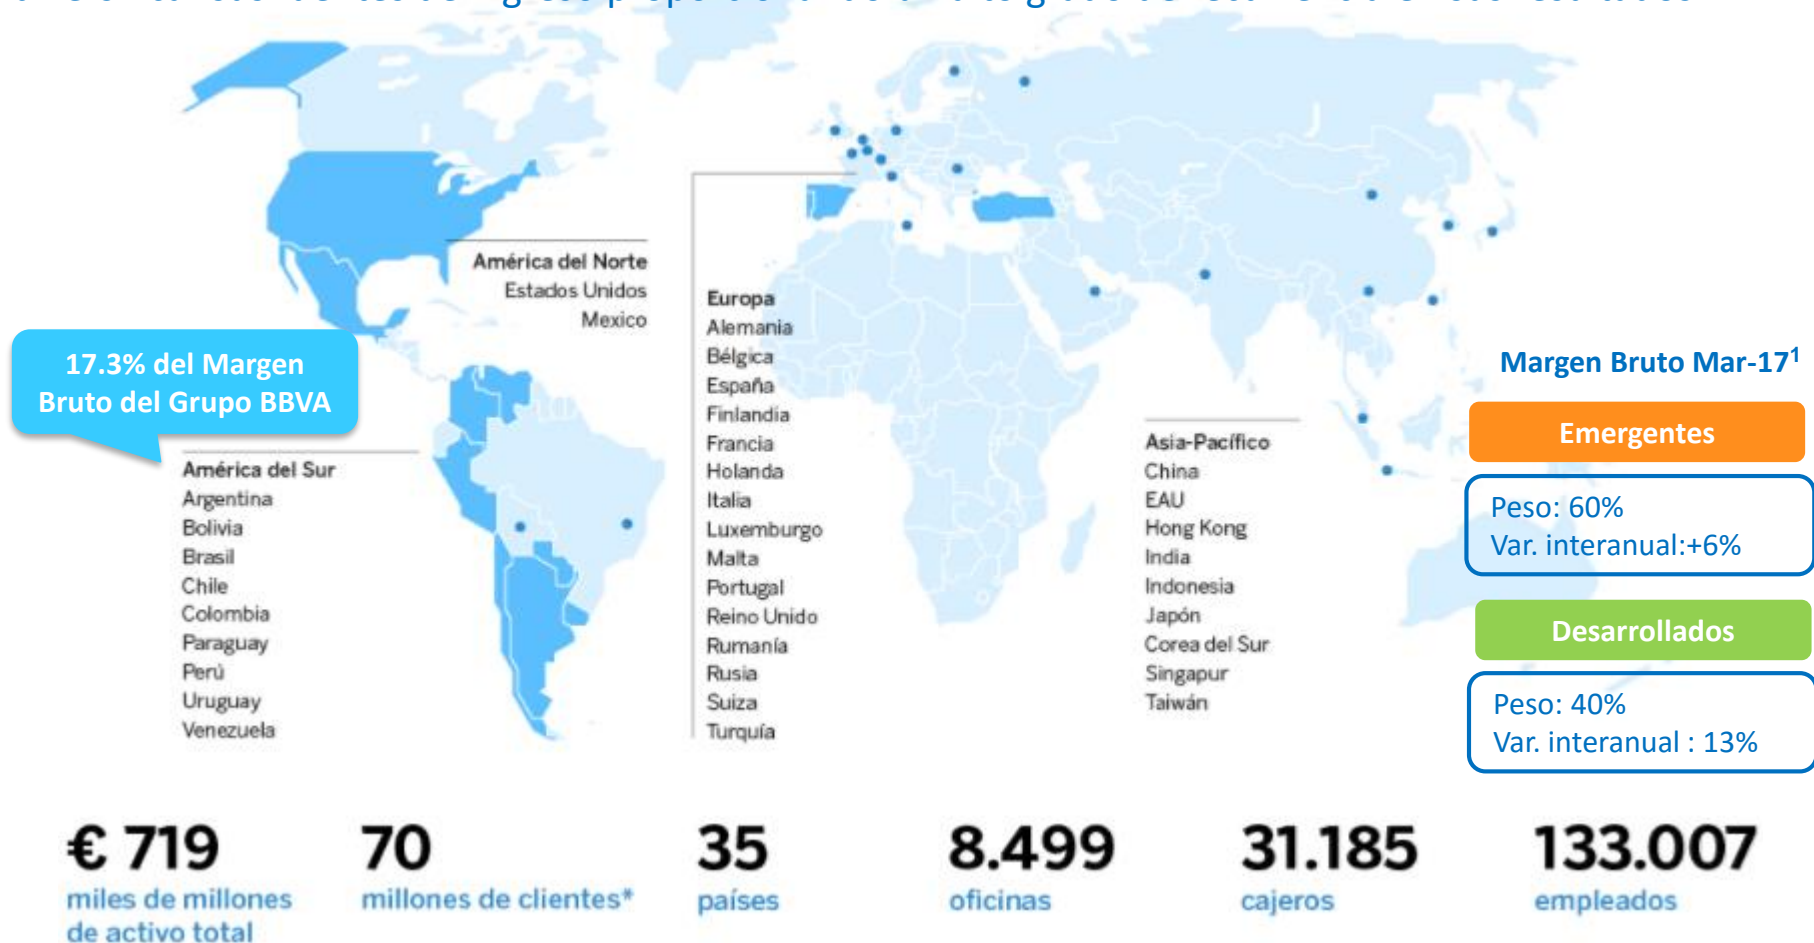 América del Norte
Estados Unidos
Mexico
17.3% del Margen
Bruto del Grupo BBVA
América del Sur
Argentina
Bolivia
Brasil
Chile
Colombia
Paraguay
Perú
Uruguay
Venezuela
Europa
Alemania
Bélgica
España
Finlandia
Francia
Holanda
Italia
Luxemburgo
Malta
Portugal
Reino Unido
Rumanía
Rusia
Suiza
Turquía
Asia-Pacífico
China
EAU
Hong Kong
India
Indonesia
Japón
Corea del Sur
Singapur
Taiwán
Margen Bruto Mar-17¹
Emergentes
Peso: 60%
Var. interanual:+6%
Desarrollados
Peso: 40%
Var. interanual : 13%
€ 719
miles de millones
de activo total
70
millones de clientes*
35
países
8.499
oficinas
31.185
cajeros
133.007
empleados